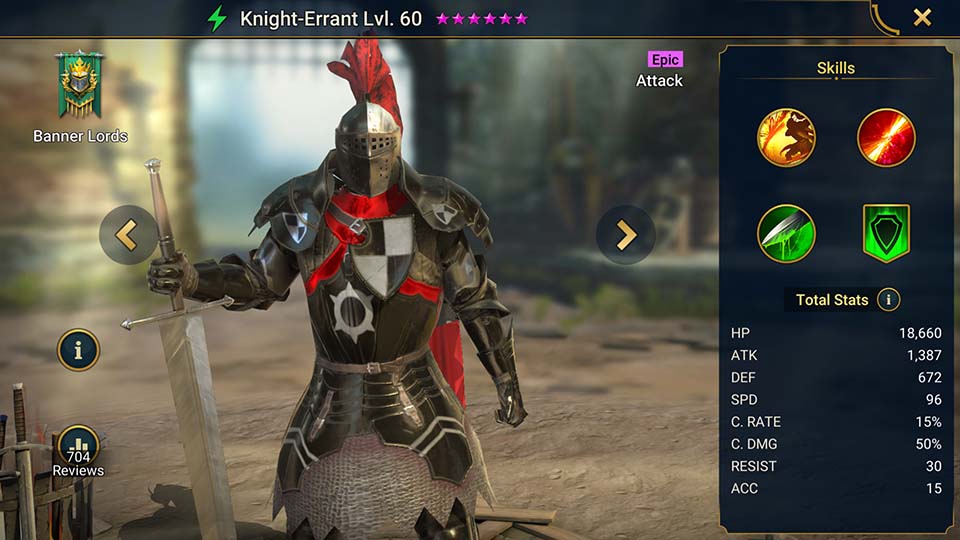 Knight-Errant Lvl. 60
Epic
Attack
Banner Lords
704
Reviews
Skills
Total Stats i
HP 18,660
ATK 1,387
DEF 672
SPD 96
C. RATE 15%
C. DMG 50%
RESIST 30
ACC 15